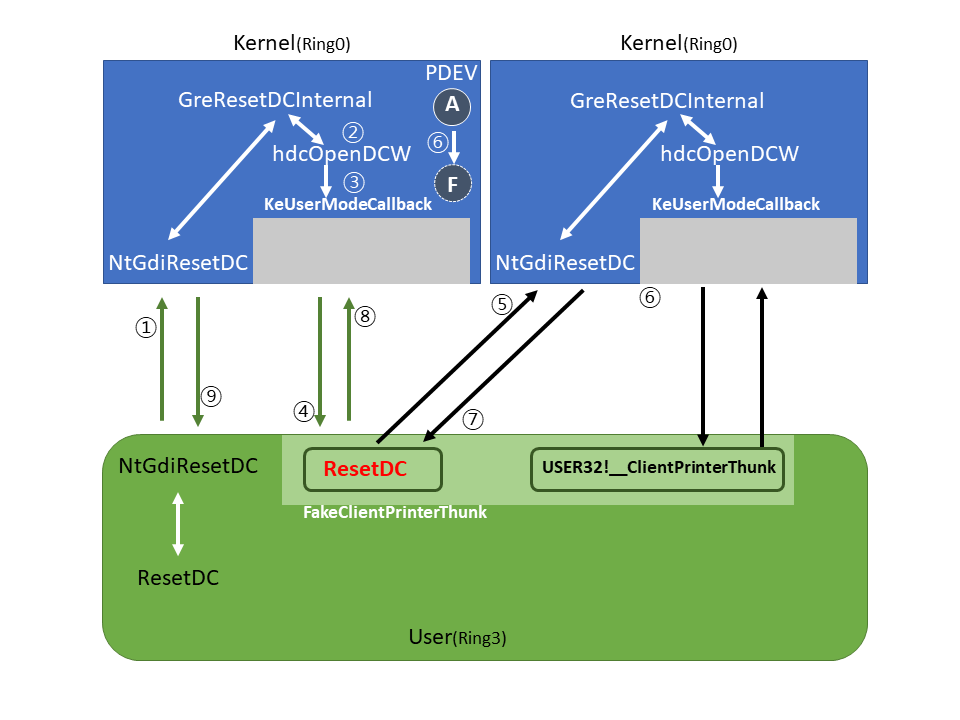 Kernel(Ring0)
Kernel(Ring0)
PDEV
GreResetDCInternal
A
②
⑥
hdcOpenDCW
③
F
KeUserModeCallback
NtGdiResetDC
GreResetDCInternal
hdcOpenDCW
KeUserModeCallback
NtGdiResetDC
①
⑨
④
⑧
⑤
⑦
⑥
NtGdiResetDC
ResetDC
FakeClientPrinterThunk
USER32!__ClientPrinterThunk
ResetDC
User(Ring3)